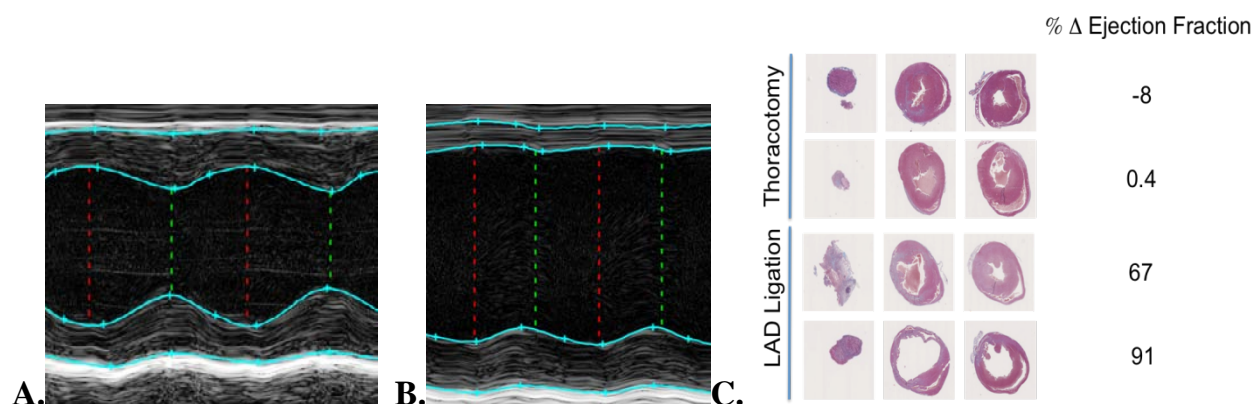 % Δ Ejection Fraction
Thoracotomy
-8
0.4
LAD Ligation
67
91
A.
B.
C.